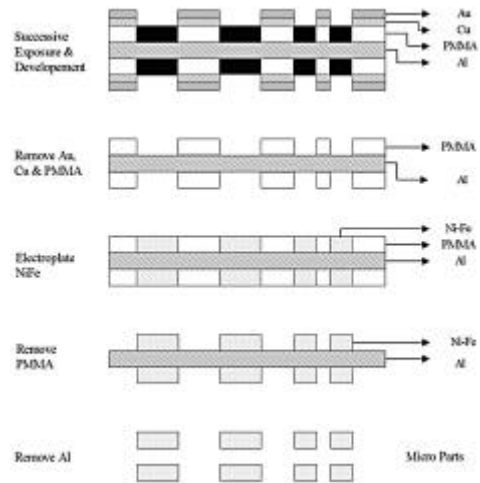 Successive
Exposure &
Developement
Au
Cu
PMMA
Al
Remove Au,
Cu & PMMA
PMMA
Al
Electroplate
NiFe
Ni-Fe
PMMA
Al
Remove
PMMA
Ni-Fe
Al
Remove Al
Micro Parts